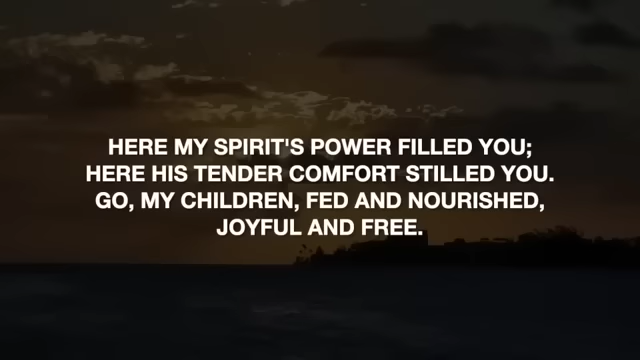 HERE MY SPIRIT'S POWER FILLED YOU;
HERE HIS TENDER COMFORT STILLED YOU.
GO, MY CHILDREN, FED AND NOURISHED,
JOYFUL AND FREE.